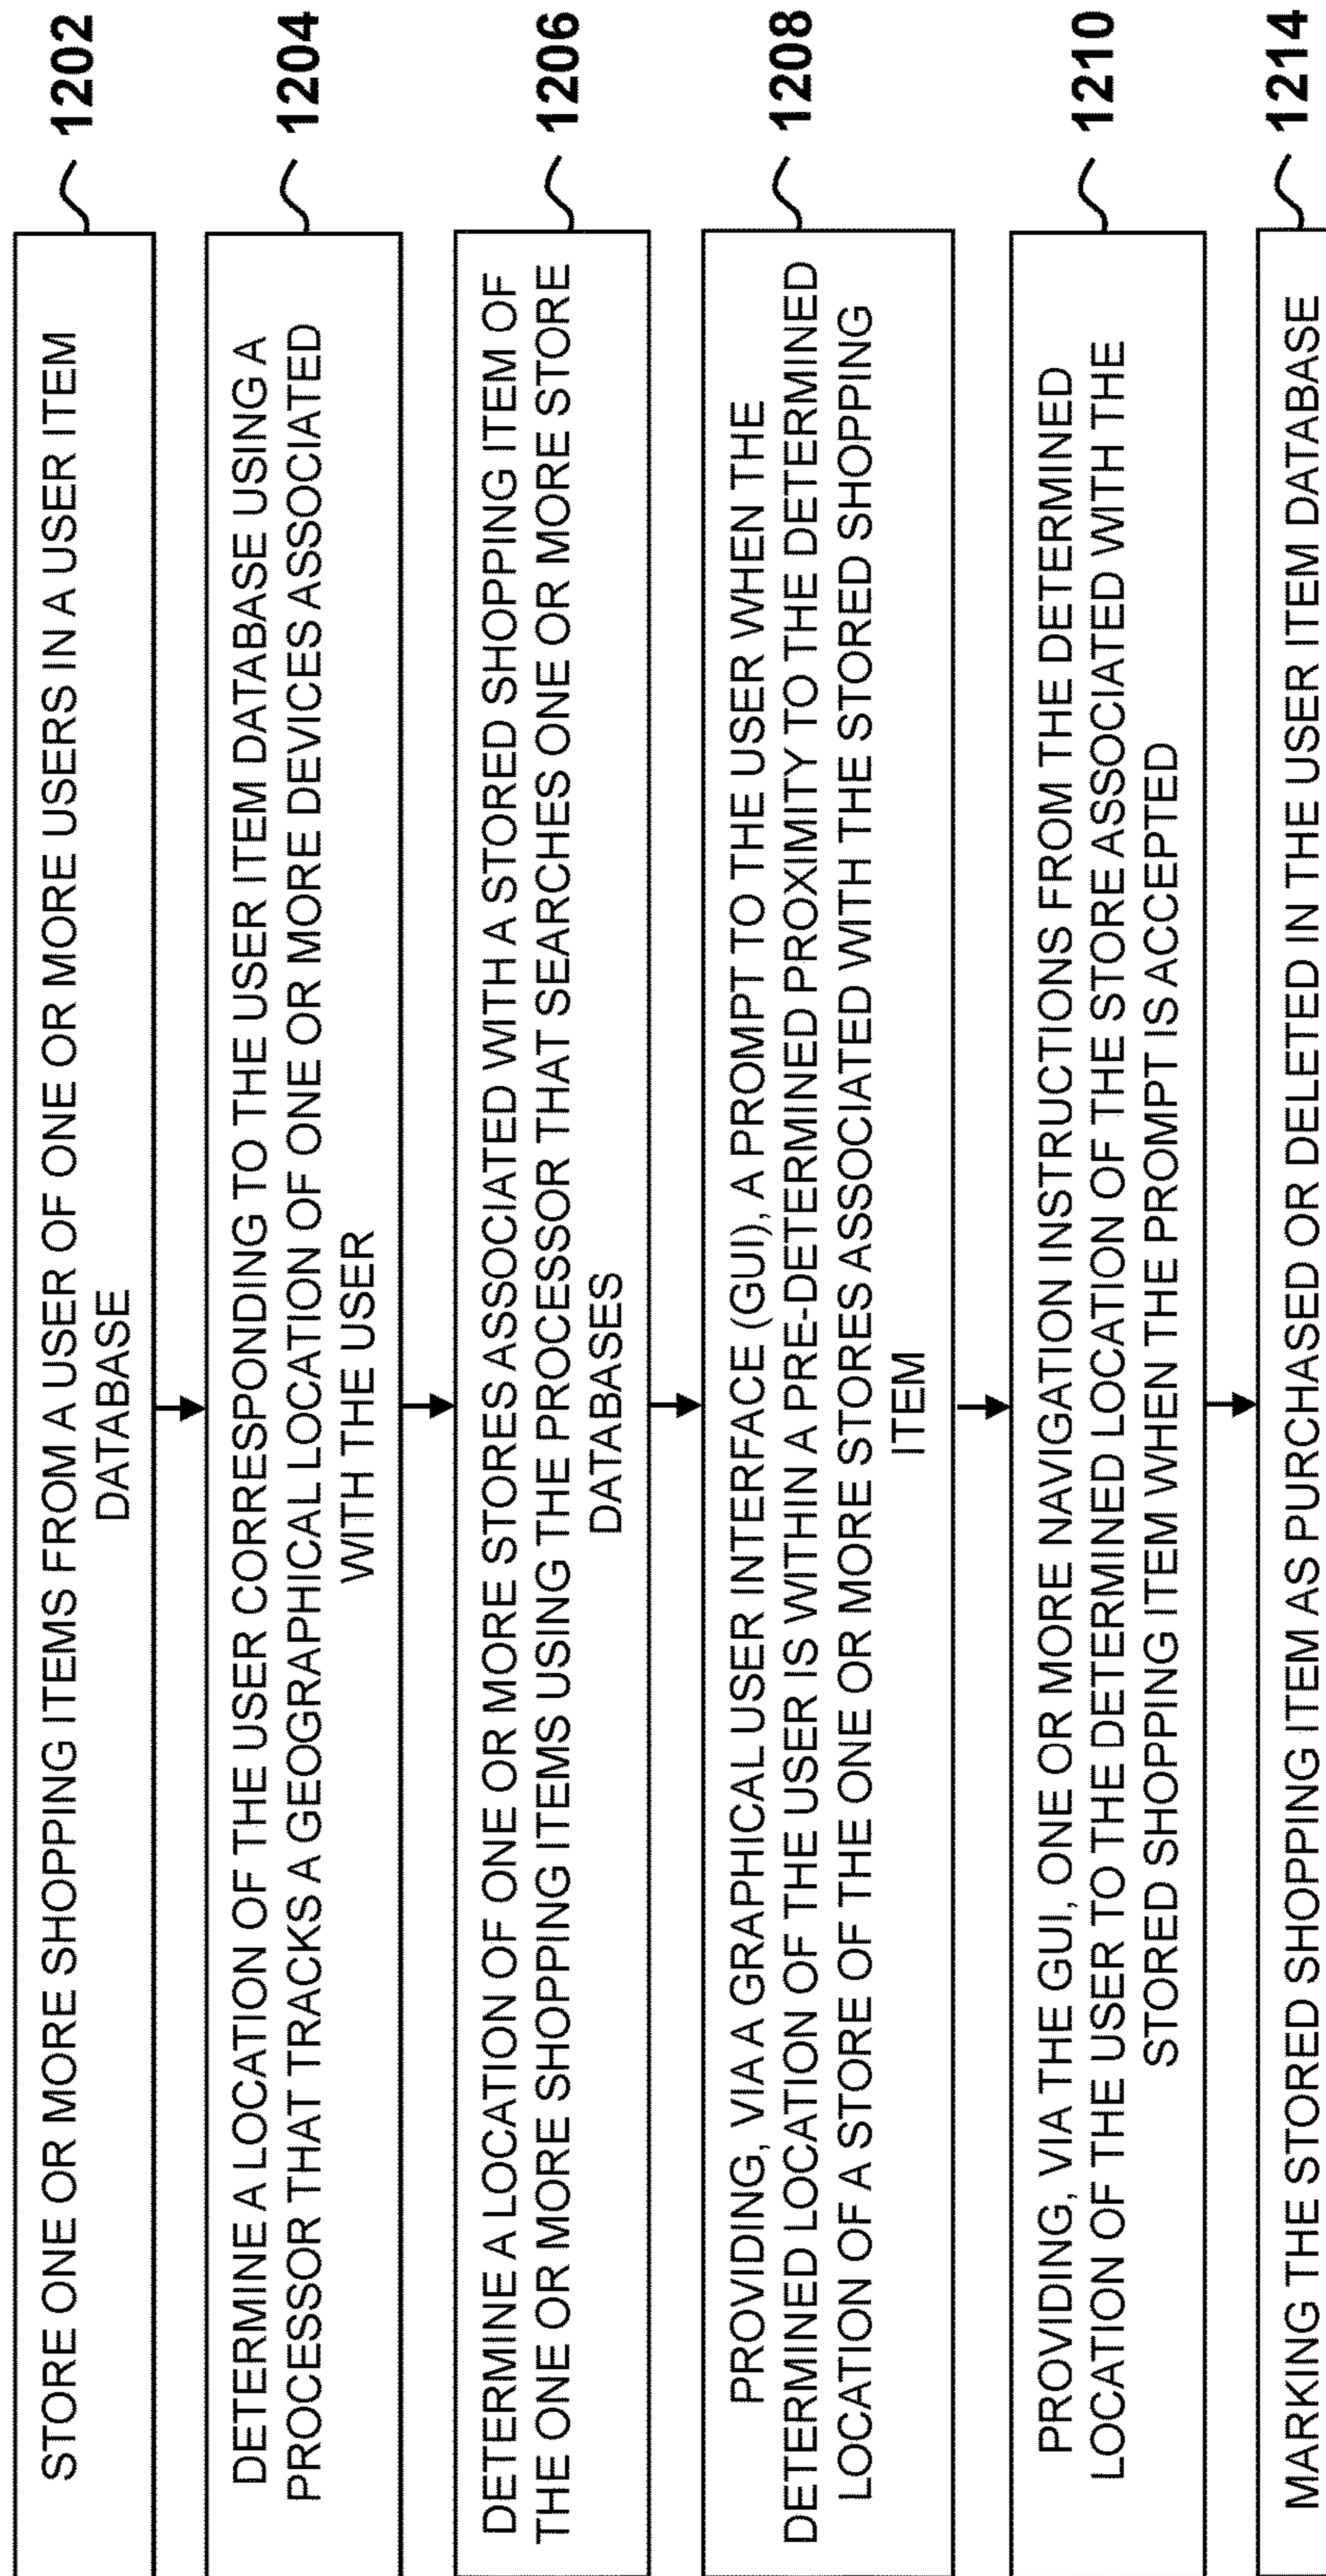 STORE ONE OR MORE SHOPPING ITEMS FROM A USER OF ONE OR MORE USERS IN A USER ITEM
DATABASE
1202
DETERMINE A LOCATION OF THE USER CORRESPONDING TO THE USER ITEM DATABASE USING A
PROCESSOR THAT TRACKS A GEOGRAPHICAL LOCATION OF ONE OR MORE DEVICES ASSOCIATED
WITH THE USER
1204
DETERMINE A LOCATION OF ONE OR MORE STORES ASSOCIATED WITH A STORED SHOPPING ITEM OF
THE ONE OR MORE SHOPPING ITEMS USING THE PROCESSOR THAT SEARCHES ONE OR MORE STORE
DATABASES
1206
PROVIDING, VIA A GRAPHICAL USER INTERFACE (GUI), A PROMPT TO THE USER WHEN THE
DETERMINED LOCATION OF THE USER IS WITHIN A PRE-DETERMINED PROXIMITY TO THE DETERMINED
LOCATION OF A STORE OF THE ONE OR MORE STORES ASSOCIATED WITH THE STORED SHOPPING
ITEM
1208
PROVIDING, VIA THE GUI, ONE OR MORE NAVIGATION INSTRUCTIONS FROM THE DETERMINED
LOCATION OF THE USER TO THE DETERMINED LOCATION OF THE STORE ASSOCIATED WITH THE
STORED SHOPPING ITEM WHEN THE PROMPT IS ACCEPTED
1210
MARKING THE STORED SHOPPING ITEM AS PURCHASED OR DELETED IN THE USER ITEM DATABASE
1214